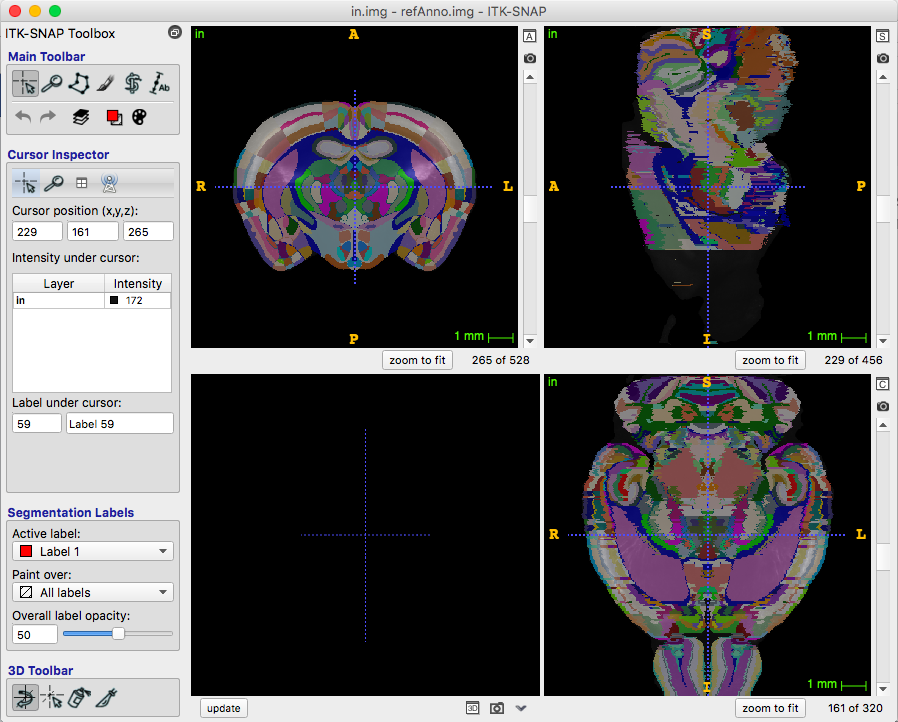 in.img - refAnno.img - ITK-SNAP
ITK-SNAP Toolbox
Main Toolbar
Ab
Cursor Inspector
Cursor position (x,y,z):
229 161 265
Intensity under cursor:
Layer Intensity
in 172
Label under cursor:
59 Label 59
Segmentation Labels
Active label:
Label 1
Paint over:
All labels
Overall label opacity:
50
3D Toolbar
in A A
R L
P 1 mm
zoom to fit 265 of 528
in S S
A P
I 1 mm
zoom to fit 229 of 456
update 3D
in S C
R L
I 1 mm
zoom to fit 161 of 320